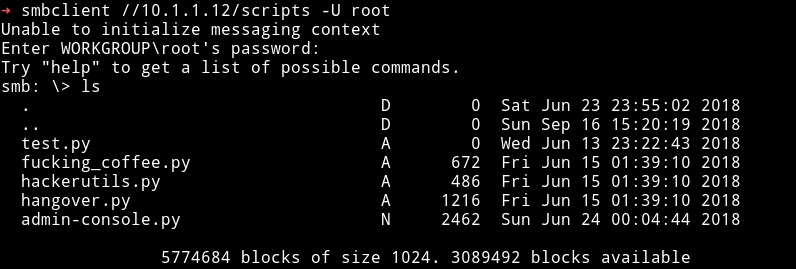 → smbclient //10.1.1.12/scripts -U root
Unable to initialize messaging context
Enter WORKGROUP\root's password:
Try "help" to get a list of possible commands.
smb: \> ls
. D 0 Sat Jun 23 23:55:02 2018
.. D 0 Sun Sep 16 15:20:19 2018
test.py A 0 Wed Jun 13 23:22:43 2018
fucking_coffee.py A 672 Fri Jun 15 01:39:10 2018
hackerutils.py A 486 Fri Jun 15 01:39:10 2018
hangover.py A 1216 Fri Jun 15 01:39:10 2018
admin-console.py N 2462 Sun Jun 24 00:04:44 2018
5774684 blocks of size 1024. 3089492 blocks available